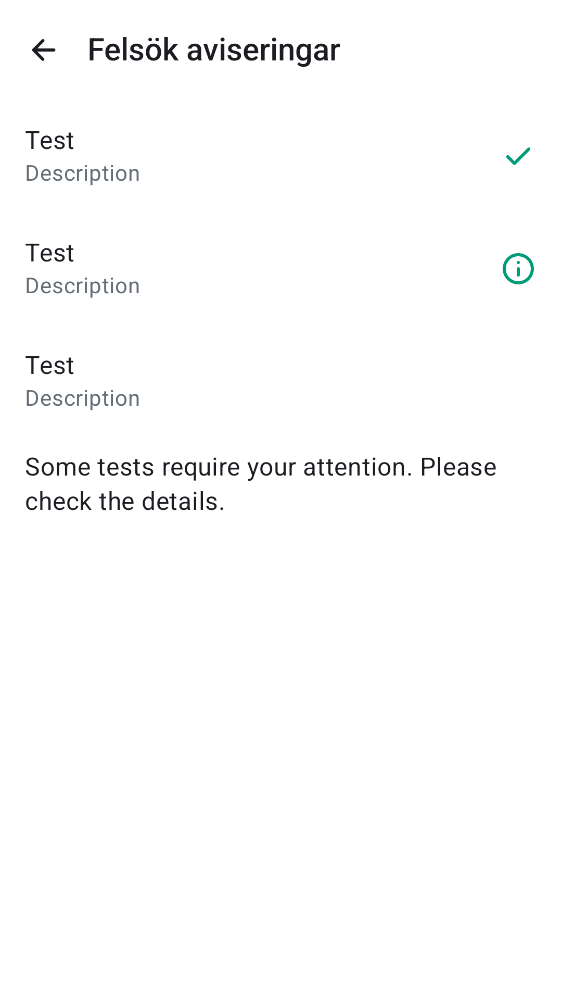 Felsök aviseringar
Test
Description
Test
Description
Test
Description
Some tests require your attention. Please
check the details.